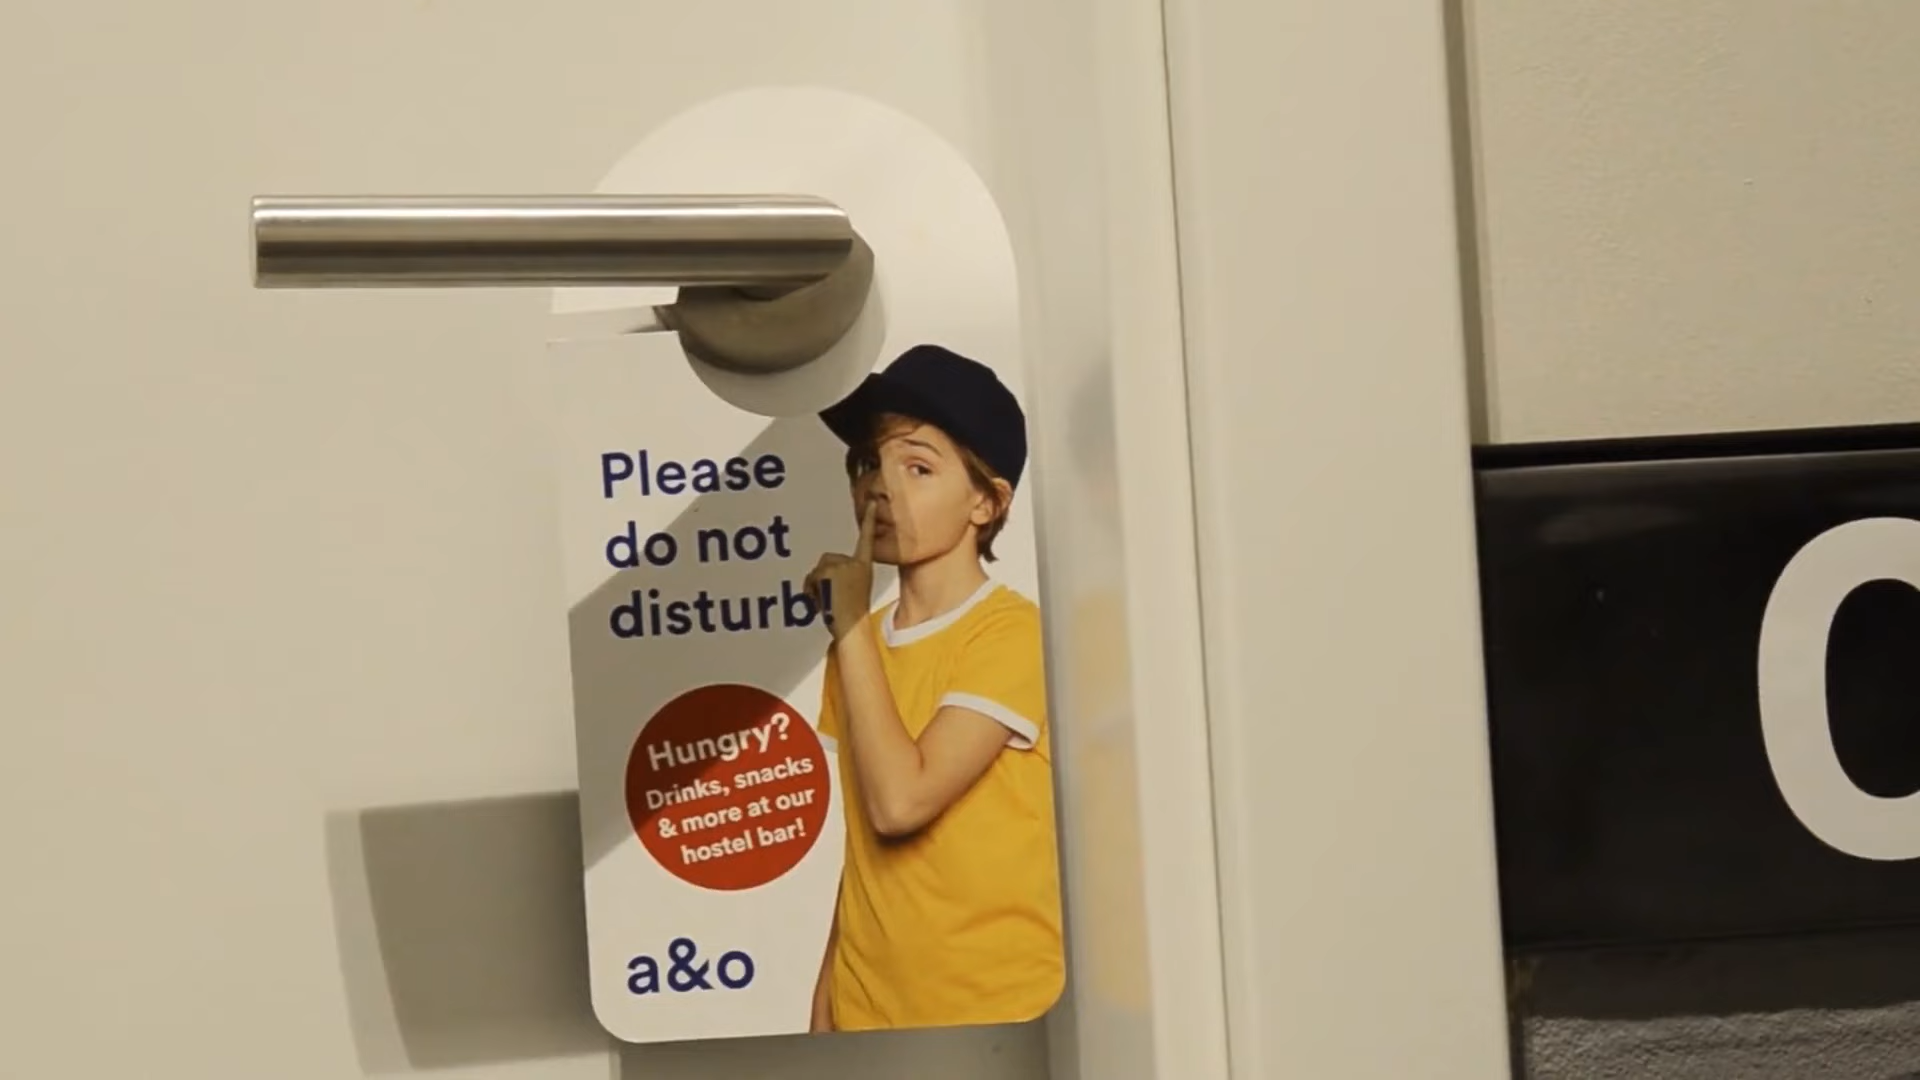 Please
do not
disturb!
Hungry?
Drinks, snacks
& more at our
hostel bar!
a&o